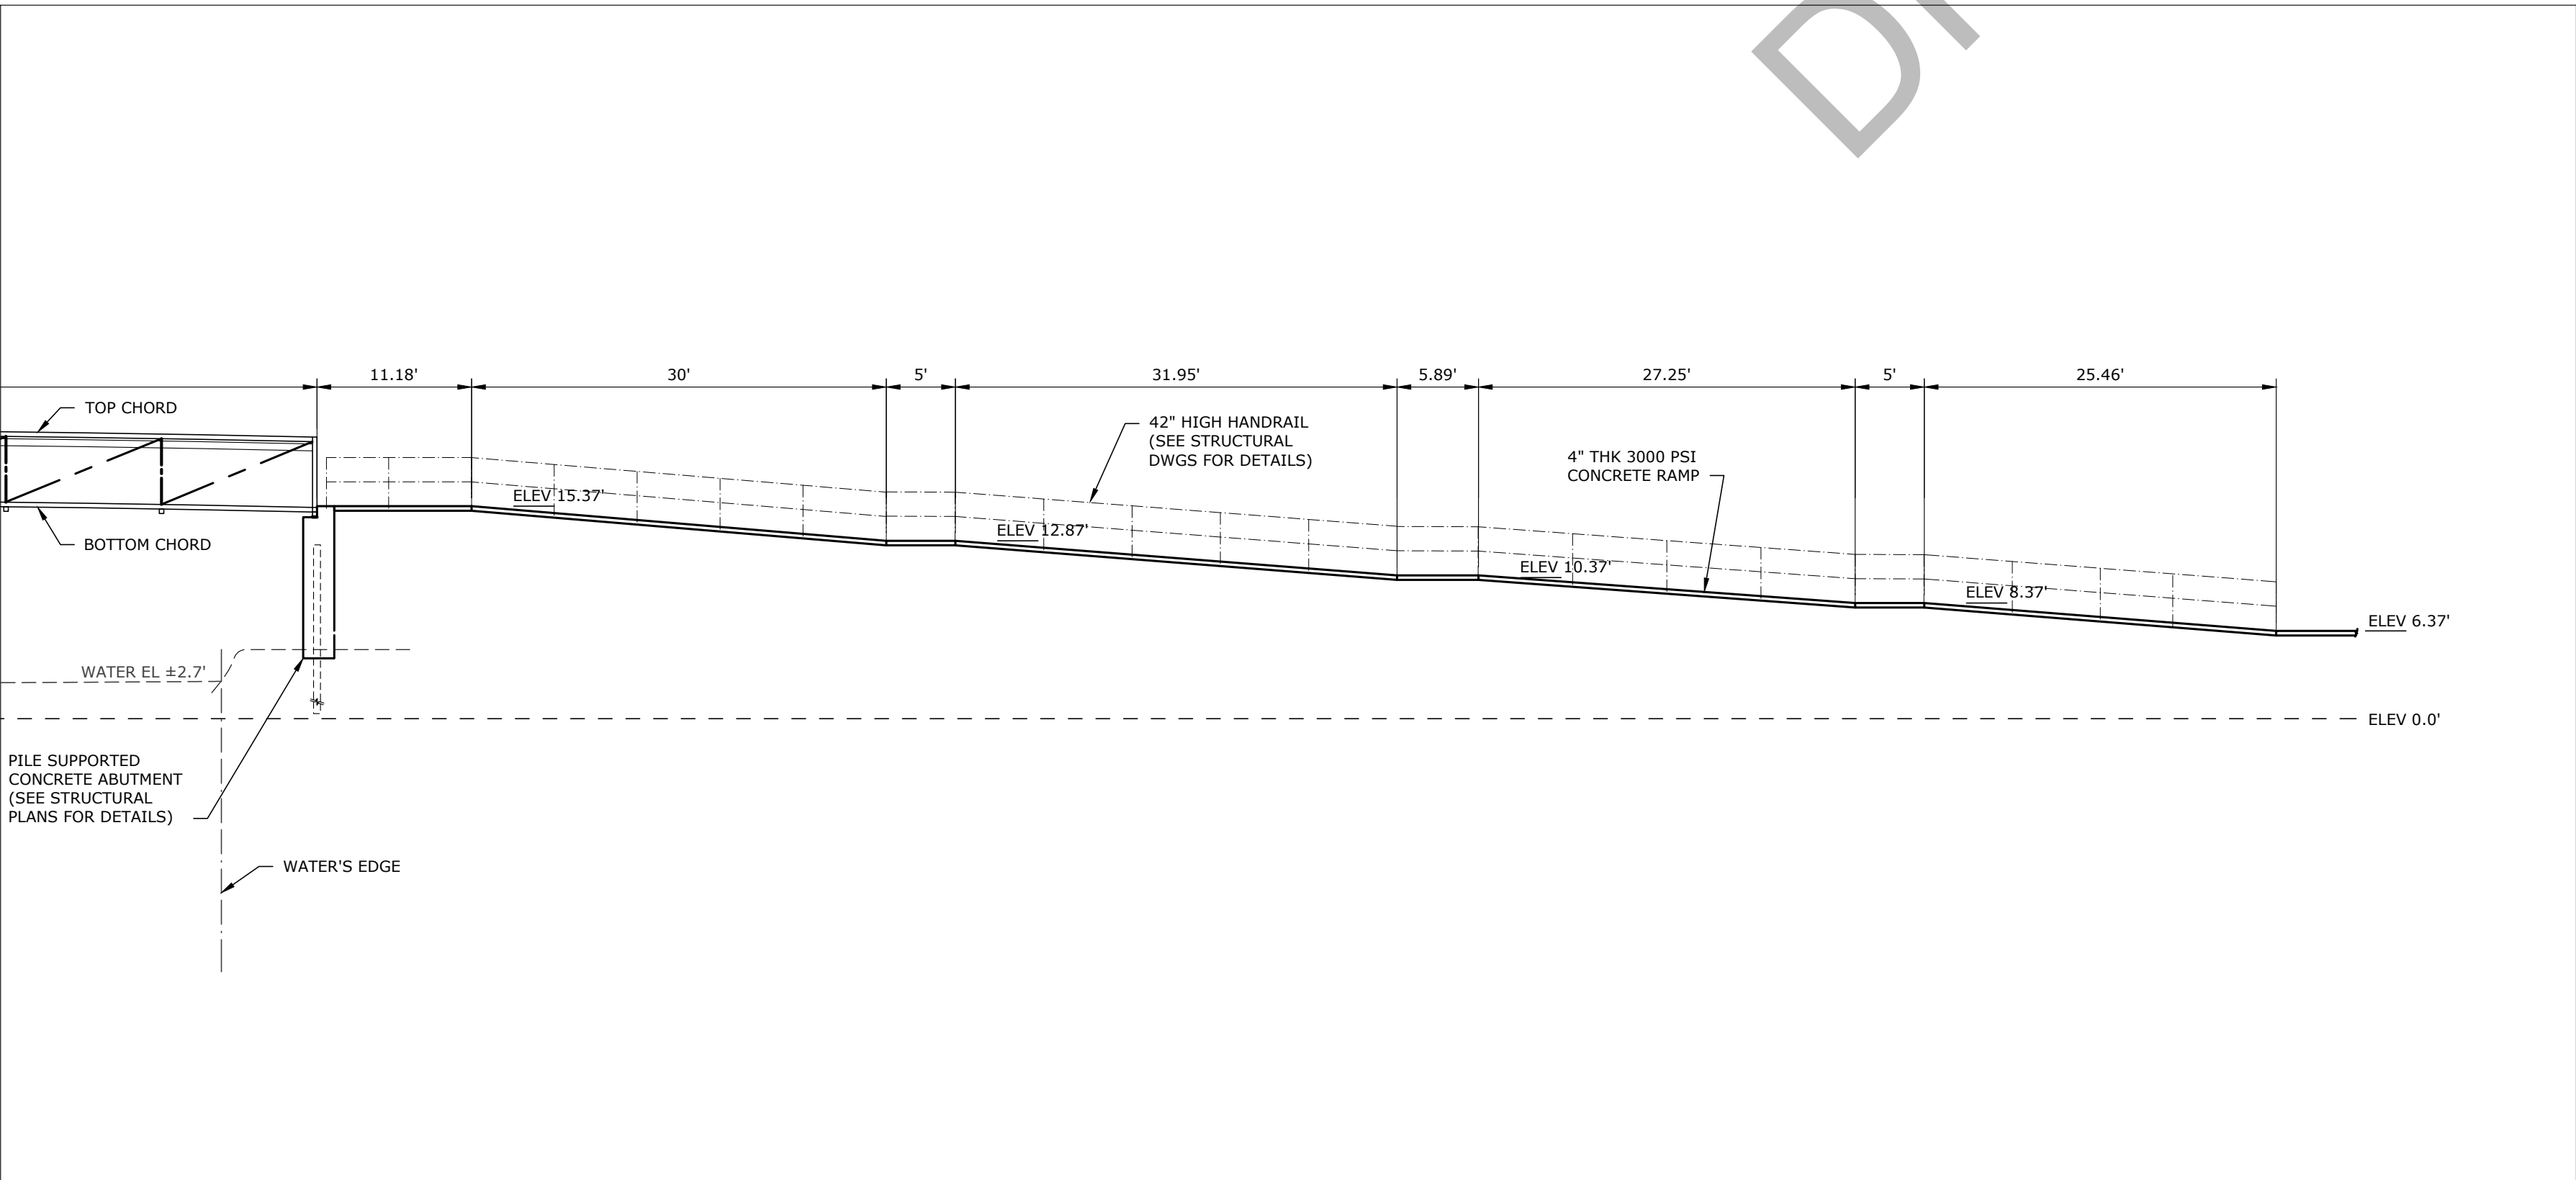 11.18'
30'
5'
31.95'
5.89'
27.25'
5'
25.46'
TOP CHORD
42" HIGH HANDRAIL
(SEE STRUCTURAL
DWGS FOR DETAILS)
4" THK 3000 PSI
CONCRETE RAMP
ELEV 15.37'
ELEV 12.87'
BOTTOM CHORD
ELEV 10.37'
ELEV 8.37'
ELEV 6.37'
WATER EL ±2.7'
ELEV 0.0'
PILE SUPPORTED
CONCRETE ABUTMENT
(SEE STRUCTURAL
PLANS FOR DETAILS)
WATER'S EDGE